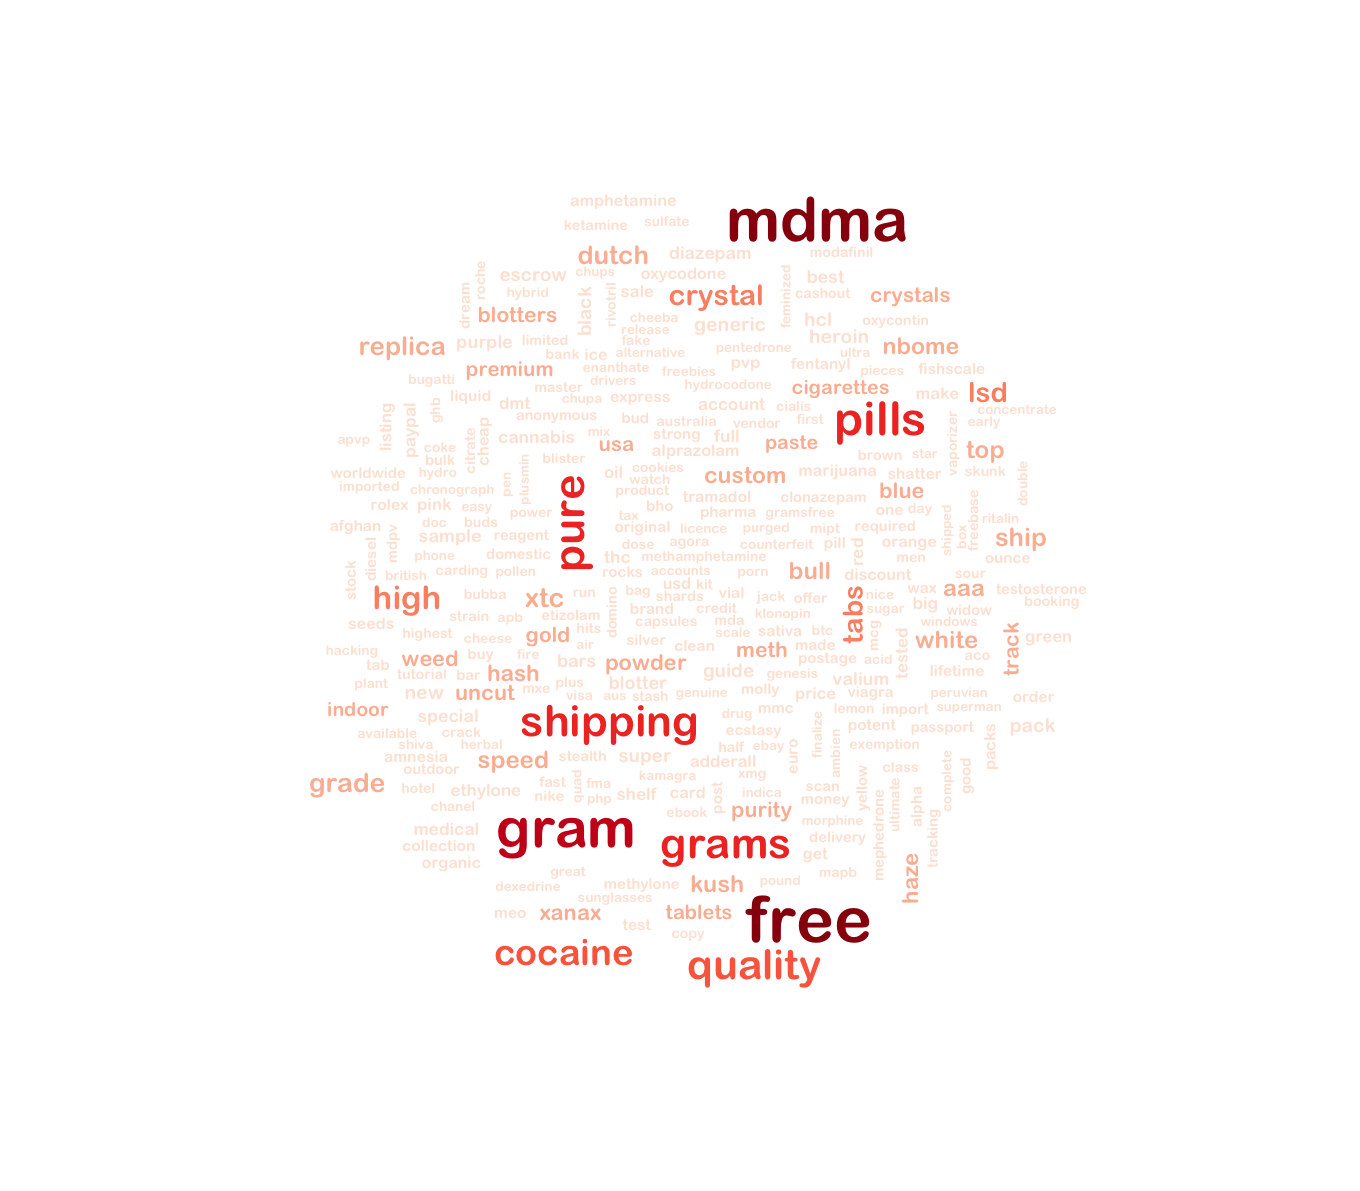 amphetamine
ketamine sulfate mdma
dutch diazepam modafinil
roche escrow chups oxycodone best
dream hybrid black rivotril sale crystal feminized cashout crystals
blotters cheeba generic hcl oxycontin
release heroin
replica purple limited fake nbome
bank ice alternative pentedrone ultra
premium enanthate freebies pvp fentanyl pieces fishscale
bugatti master drivers hydrocodone cigarettes make lsd
ghb liquid dmt chupa express account cialis concentrate
listing paypal anonymous bud australia vendor first pills early
apvp citrate cheap cannabis mix usa strong full paste vaporizer top
coke alprazolam brown star
bulk blister
worldwide hydro oil cookies custom marijuana shatter skunk double
imported chronograph pen plusmin watch product tramadol clonazepam blue
rolex pink easy power pure bho pharma gramsfree one day freebase
afghan doc buds tax original licence purged mipt required shipped box ritalin
mdpv sample reagent dose agora counterfeit pill red orange ship
diesel phone domestic thc methamphetamine men ounce
stock british carding pollen rocks accounts porn bull discount sour
high bubba xtc run bag usd kit shards vial jack offer tabs nice wax aaa testosterone
strain apb etizolam domino brand credit klonopin sugar big widow booking
seeds capsules mda mcg windows
highest cheese gold hits silver scale sativa btc tested white track green
hacking buy fire air clean meth made acid aco
tab weed bars powder postage lifetime
tutorial bar hash guide genesis valium
plant new uncut mxe plus blotter genuine molly price viagra peruvian order
indoor visa aus stash mmc lemon import superman
special shipping drug finalize potent passport pack
available crack ecstasy
shiva herbal half ebay euro ambien exemption packs
amnesia speed stealth super adderall
outdoor class
grade hotel ethylone fast quad fma kamagra xmg scan yellow complete good
nike php shelf card post indica money ultimate alpha
chanel ebook purity morphine
medical gram delivery mephedrone tracking
collection grams get
organic great mapb haze
dexedrine methylone kush pound
sunglasses
meo xanax test tablets free
copy
cocaine quality